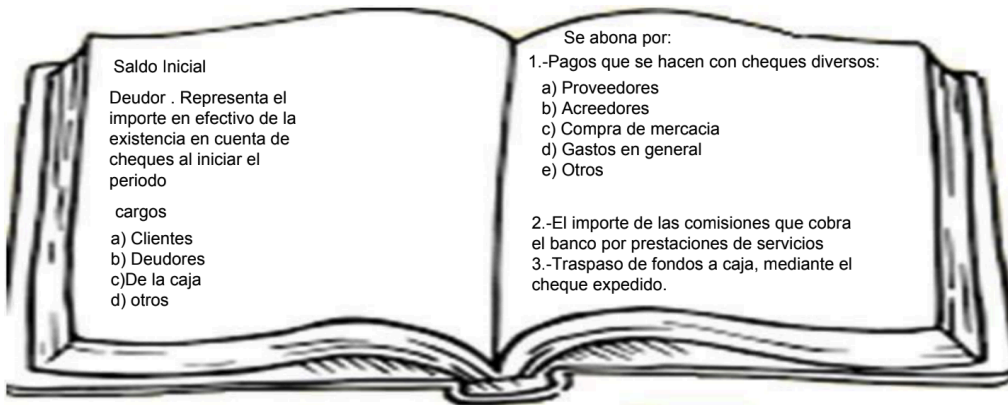 Saldo Inicial
Deudor . Representa el
importe en efectivo de la
existencia en cuenta de
cheques al iniciar el
periodo
cargos
a) Clientes
b) Deudores
c)De la caja
d) otros
Se abona por:
1.-Pagos que se hacen con cheques diversos:
a) Proveedores
b) Acreedores
c) Compra de mercacia
d) Gastos en general
e) Otros
2.-El importe de las comisiones que cobra
el banco por prestaciones de servicios
3.-Traspaso de fondos a caja, mediante el
cheque expedido.